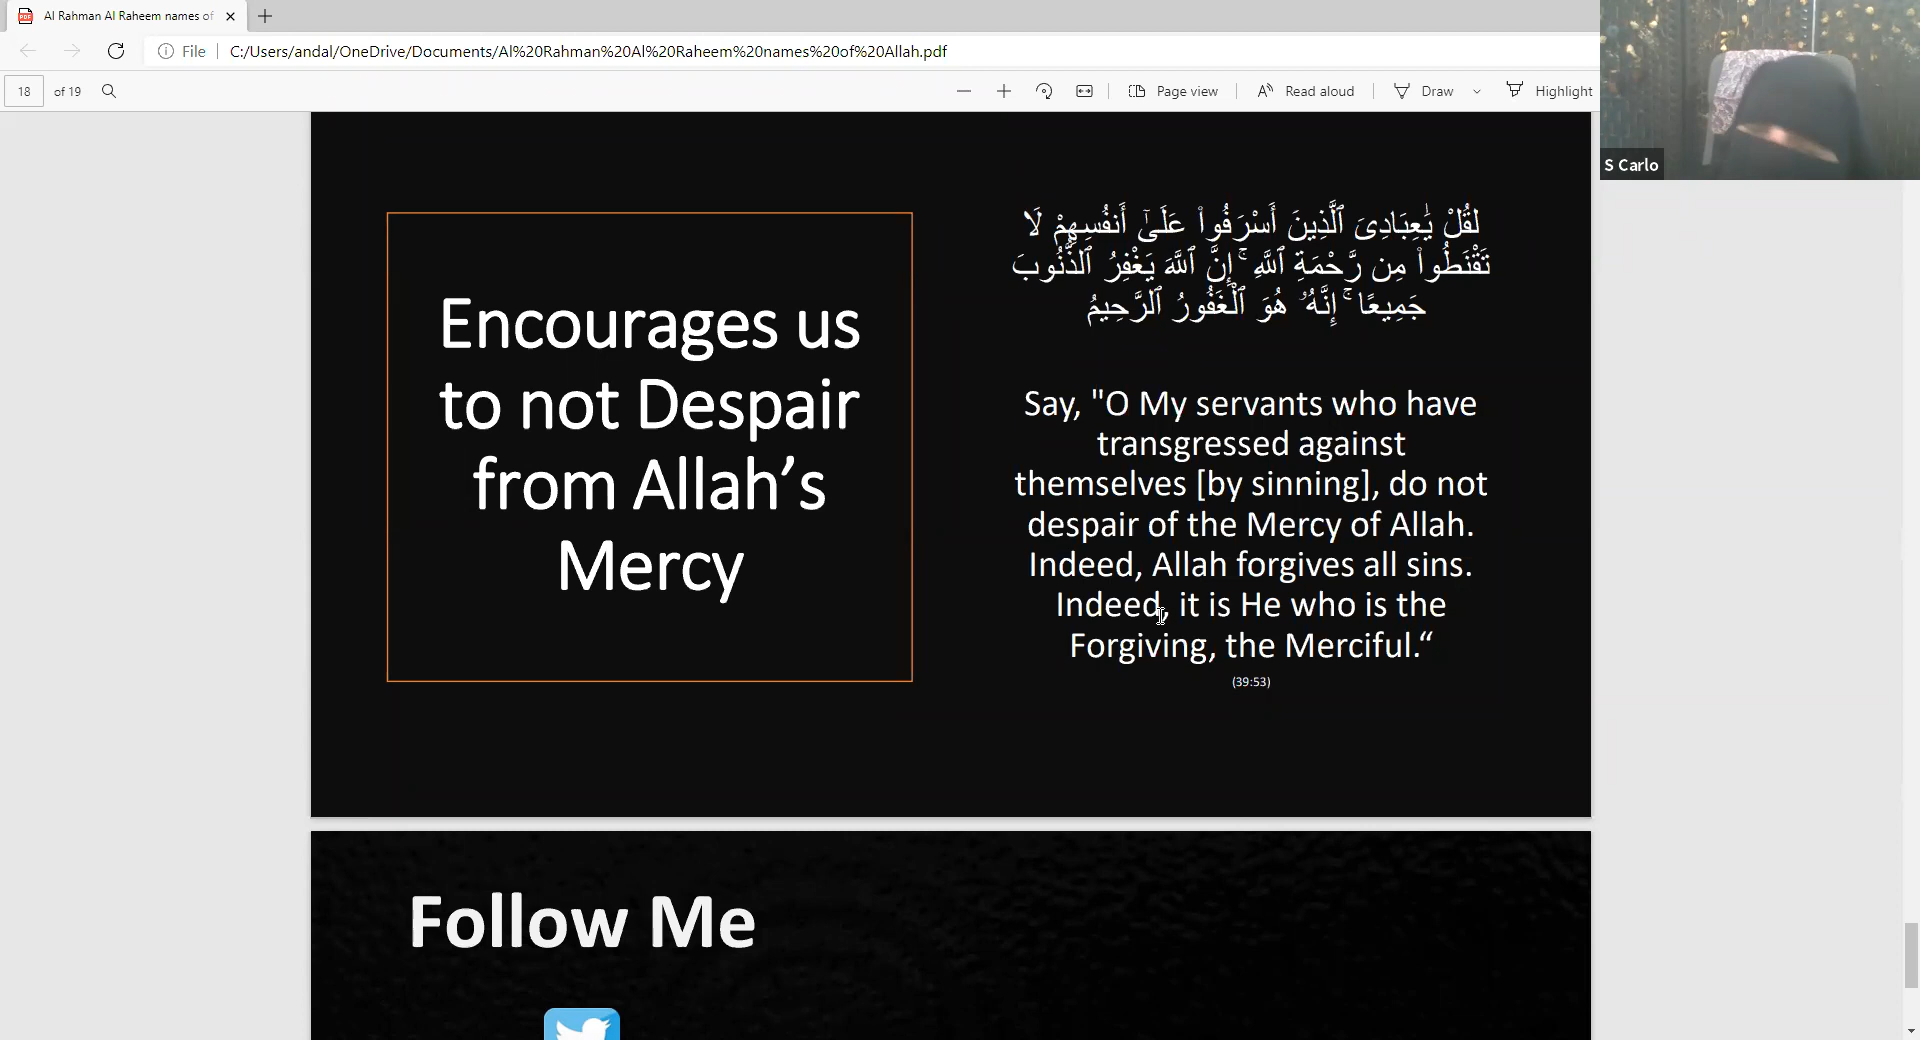 Al Rahman Al Raheem names of
File
C:/Users/andal/OneDrive/Documents/Al%20Rahman%20Al%20Raheem%20names%20of%20Allah.pdf
18 of 19
Page view
Read aloud
Draw
Highlight
S Carlo
Encourages us
to not Despair
from Allah’s
Mercy
لقُلْ يَٰعِبَادِىَ ٱلَّذِينَ أَسْرَفُوا۟ عَلَىٰٓ أَنفُسِهِمْ لَا
تَقْنَطُوا۟ مِن رَّحْمَةِ ٱللَّهِ ۚ إِنَّ ٱللَّهَ يَغْفِرُ ٱلذُّنُوبَ
جَمِيعًا ۚ إِنَّهُۥ هُوَ ٱلْغَفُورُ ٱلرَّحِيمُ
Say, "O My servants who have
transgressed against
themselves [by sinning], do not
despair of the Mercy of Allah.
Indeed, Allah forgives all sins.
Indeed, it is He who is the
Forgiving, the Merciful.“
(39:53)
Follow Me